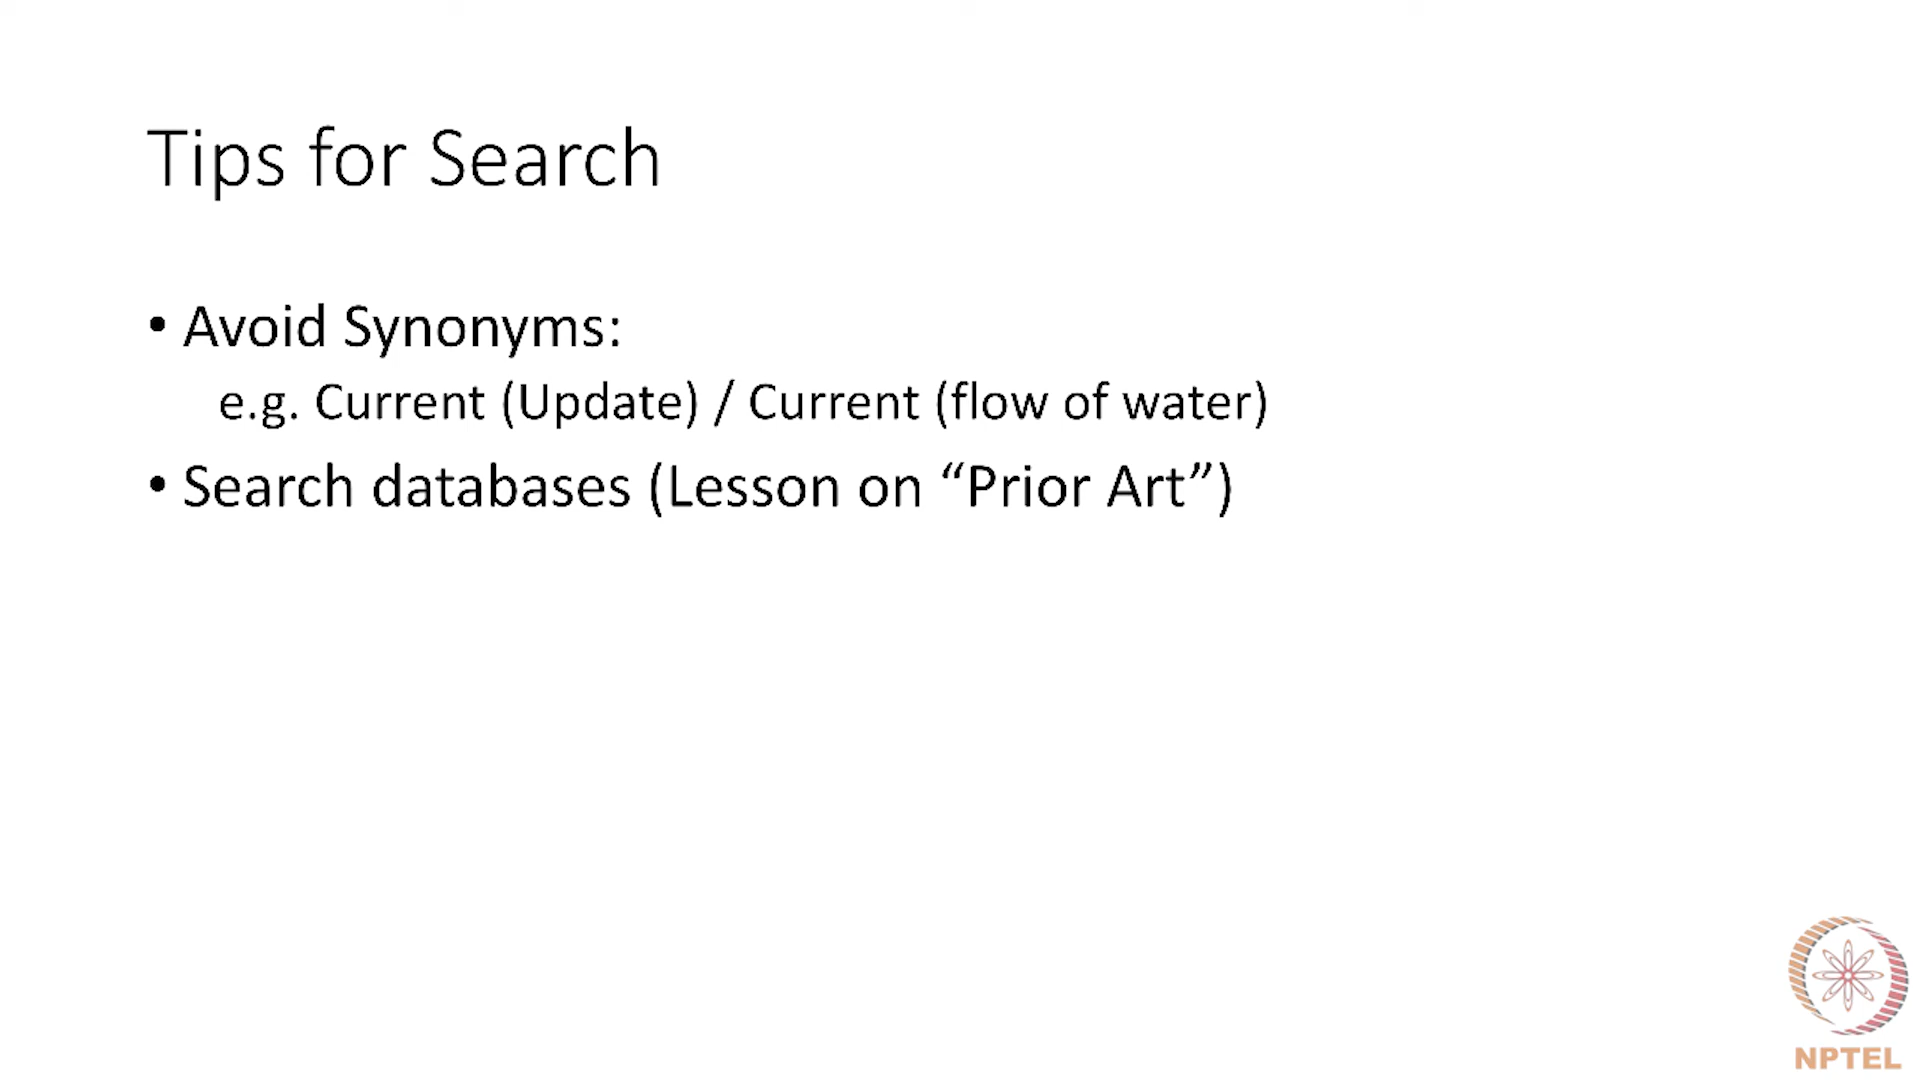 Tips for Search
• Avoid Synonyms:
e.g. Current (Update) / Current (flow of water)
• Search databases (Lesson on “Prior Art”)
NPTEL